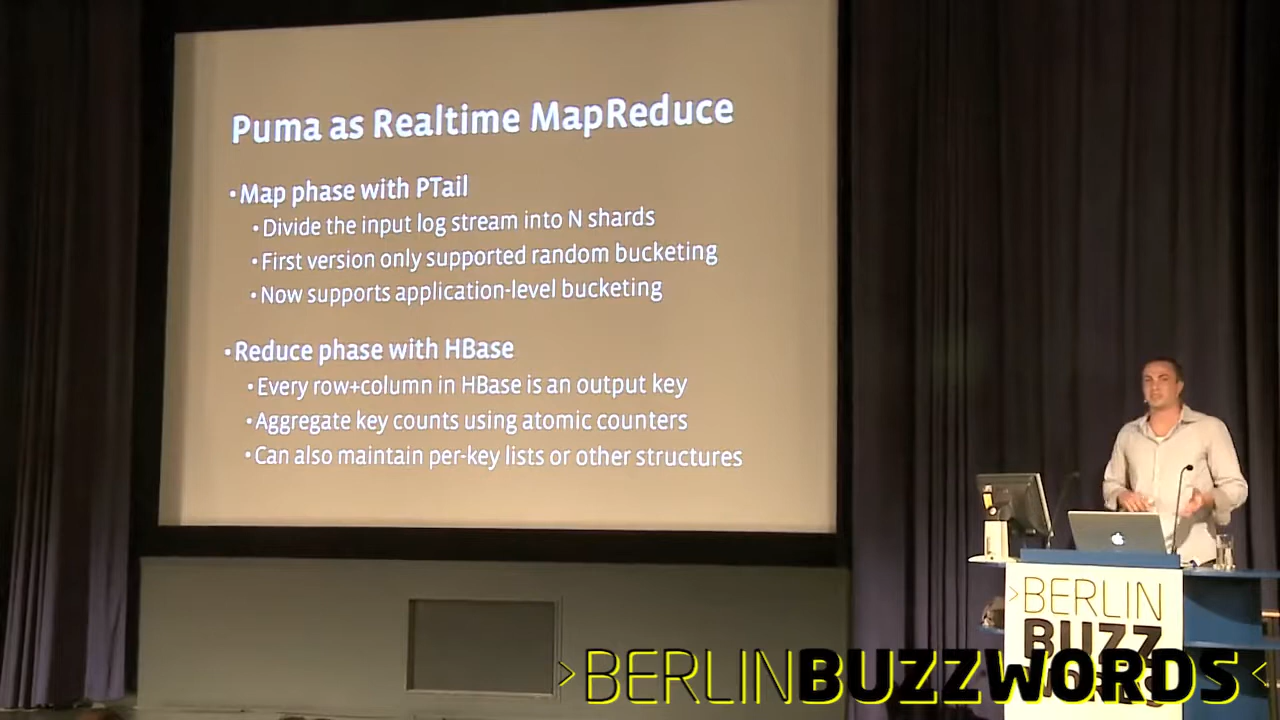 Puma as Realtime MapReduce
•Map phase with PTail
•Divide the input log stream into N shards
•First version only supported random bucketing
•Now supports application-level bucketing
•Reduce phase with HBase
•Every row+column in HBase is an output key
•Aggregate key counts using atomic counters
•Can also maintain per-key lists or other structures
>BERLIN
BUZZ
WORDS
>BERLINBUZZWORDS<